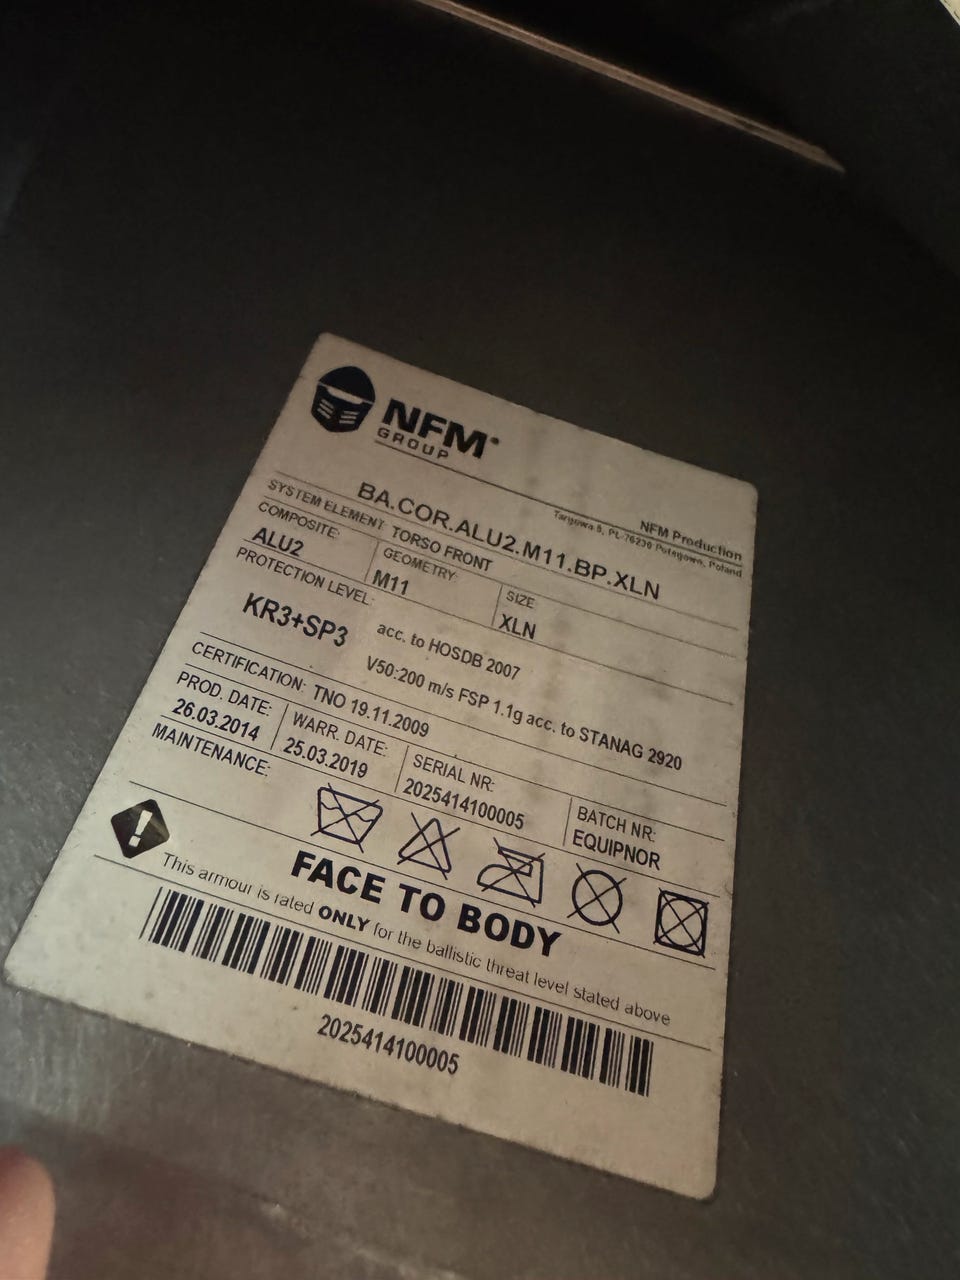 NFM®
GROUP
NFM Production
Targowa 8, PL-76230 Potęgowo, Poland
BA.COR.ALU2.M11.BP.XLN
SYSTEM ELEMENT: TORSO FRONT
COMPOSITE: ALU2
GEOMETRY: M11
SIZE XLN
PROTECTION LEVEL:
KR3+SP3 acc. to HOSDB 2007
V50:200 m/s FSP 1.1g acc. to STANAG 2920
CERTIFICATION: TNO 19.11.2009
PROD. DATE: 26.03.2014
WARR. DATE: 25.03.2019
SERIAL NR: 2025414100005
BATCH NR: EQUIPNOR
MAINTENANCE:
FACE TO BODY
This armour is rated ONLY for the ballistic threat level stated above
2025414100005